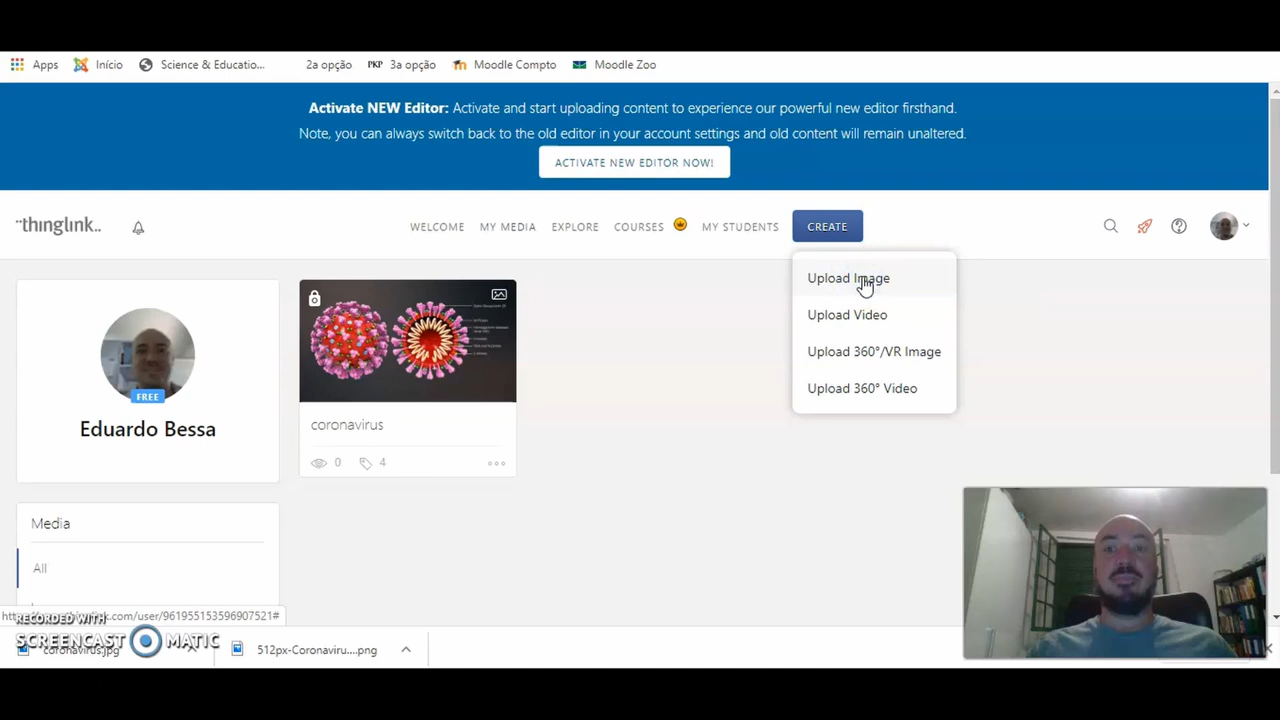 Apps Início Science & Educatio... 2a opção PKP 3a opção Moodle Compto Moodle Zoo
Activate NEW Editor: Activate and start uploading content to experience our powerful new editor firsthand.
Note, you can always switch back to the old editor in your account settings and old content will remain unaltered.
ACTIVATE NEW EDITOR NOW!
thinglink.. WELCOME MY MEDIA EXPLORE COURSES MY STUDENTS CREATE
Upload Image
Upload Video
Upload 360°/VR Image
Upload 360° Video
FREE
Eduardo Bessa
coronavirus
0 4
Media
All
RECORDED WITH
SCREENCAST MATIC
coronavirus.jpg 512px-Coronaviru....png